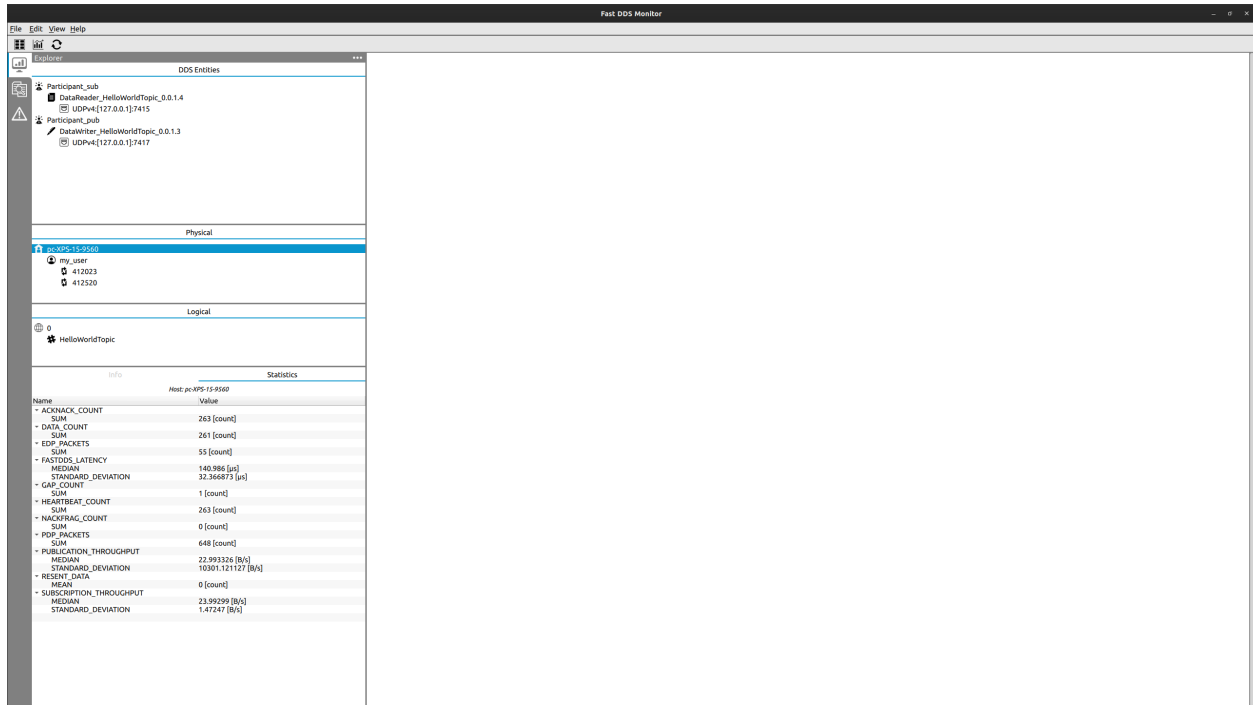 Fast DDS Monitor
File Edit View Help
Explorer
DDS Entities
Participant_sub
DataReader_HelloWorldTopic_0.0.1.4
UDPv4:[127.0.0.1]:7415
Participant_pub
DataWriter_HelloWorldTopic_0.0.1.3
UDPv4:[127.0.0.1]:7417
Physical
pc-XPS-15-9560
my_user
412023
412520
Logical
0
HelloWorldTopic
Info Statistics
Host: pc-XPS-15-9560
Name Value
ACKNACK_COUNT
SUM 263 [count]
DATA_COUNT
SUM 261 [count]
EDP_PACKETS
SUM 55 [count]
FASTDDS_LATENCY
MEDIAN 140.986 [μs]
STANDARD_DEVIATION 32.366873 [μs]
GAP_COUNT
SUM 1 [count]
HEARTBEAT_COUNT
SUM 263 [count]
NACKFRAG_COUNT
SUM 0 [count]
PDP_PACKETS
SUM 648 [count]
PUBLICATION_THROUGHPUT
MEDIAN 22.993326 [B/s]
STANDARD_DEVIATION 10301.121127 [B/s]
RESENT_DATA
MEAN 0 [count]
SUBSCRIPTION_THROUGHPUT
MEDIAN 23.99299 [B/s]
STANDARD_DEVIATION 1.47247 [B/s]